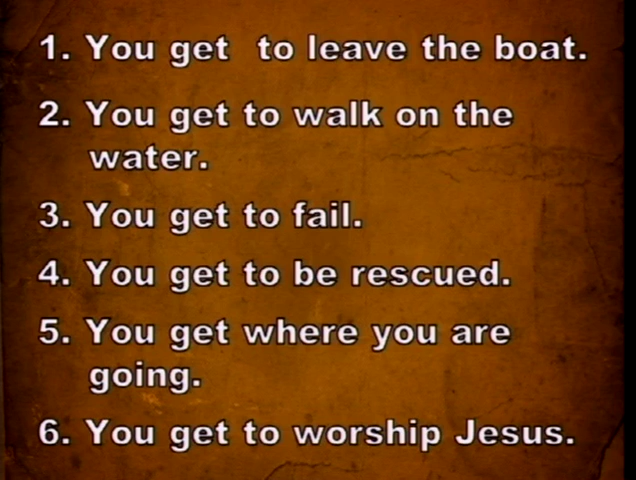 1. You get  to leave the boat.
2. You get to walk on the
water.
3. You get to fail.
4. You get to be rescued.
5. You get where you are
going.
6. You get to worship Jesus.